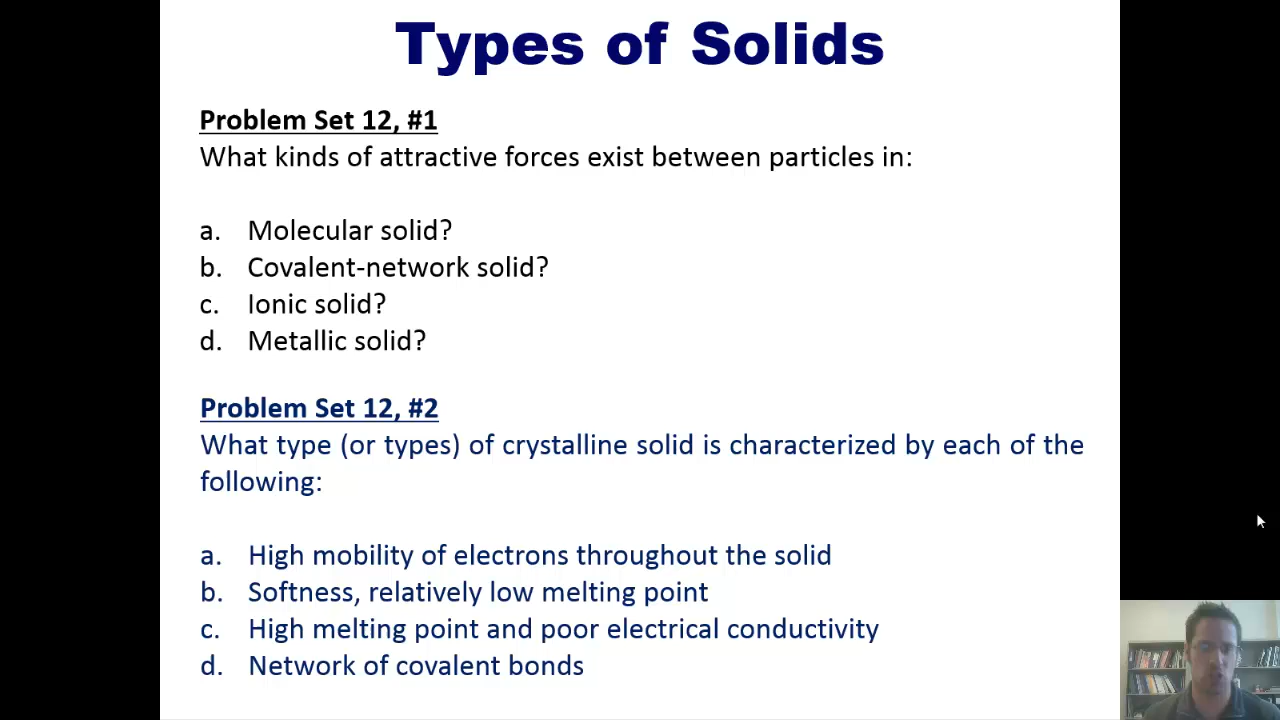 Types of Solids
Problem Set 12, #1
What kinds of attractive forces exist between particles in:
a. Molecular solid?
b. Covalent-network solid?
c. Ionic solid?
d. Metallic solid?
Problem Set 12, #2
What type (or types) of crystalline solid is characterized by each of the
following:
a. High mobility of electrons throughout the solid
b. Softness, relatively low melting point
c. High melting point and poor electrical conductivity
d. Network of covalent bonds